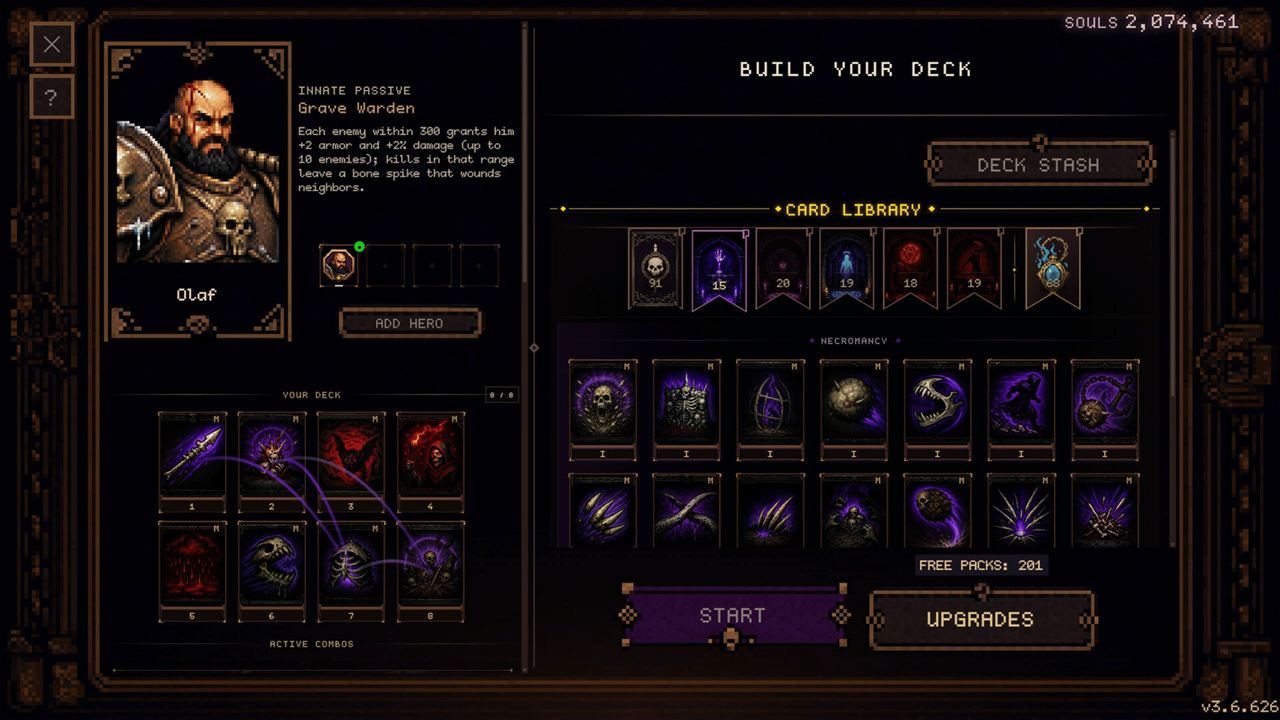 SOULS 2,074,461
?
INNATE PASSIVE
Grave Warden
Each enemy within 300 grants him
+2 armor and +2% damage (up to
10 enemies); kills in that range
leave a bone spike that wounds
neighbors.
Olaf
ADD HERO
YOUR DECK
8 / 8
M M M M
1 2 3 4
M M M M
5 6 7 8
ACTIVE COMBOS
BUILD YOUR DECK
DECK STASH
CARD LIBRARY
91 15 20 19 18 19 68
NECROMANCY
M M M M M M M
I I I I I I I
M M M M M M M
FREE PACKS: 201
START
UPGRADES
v3.6.626